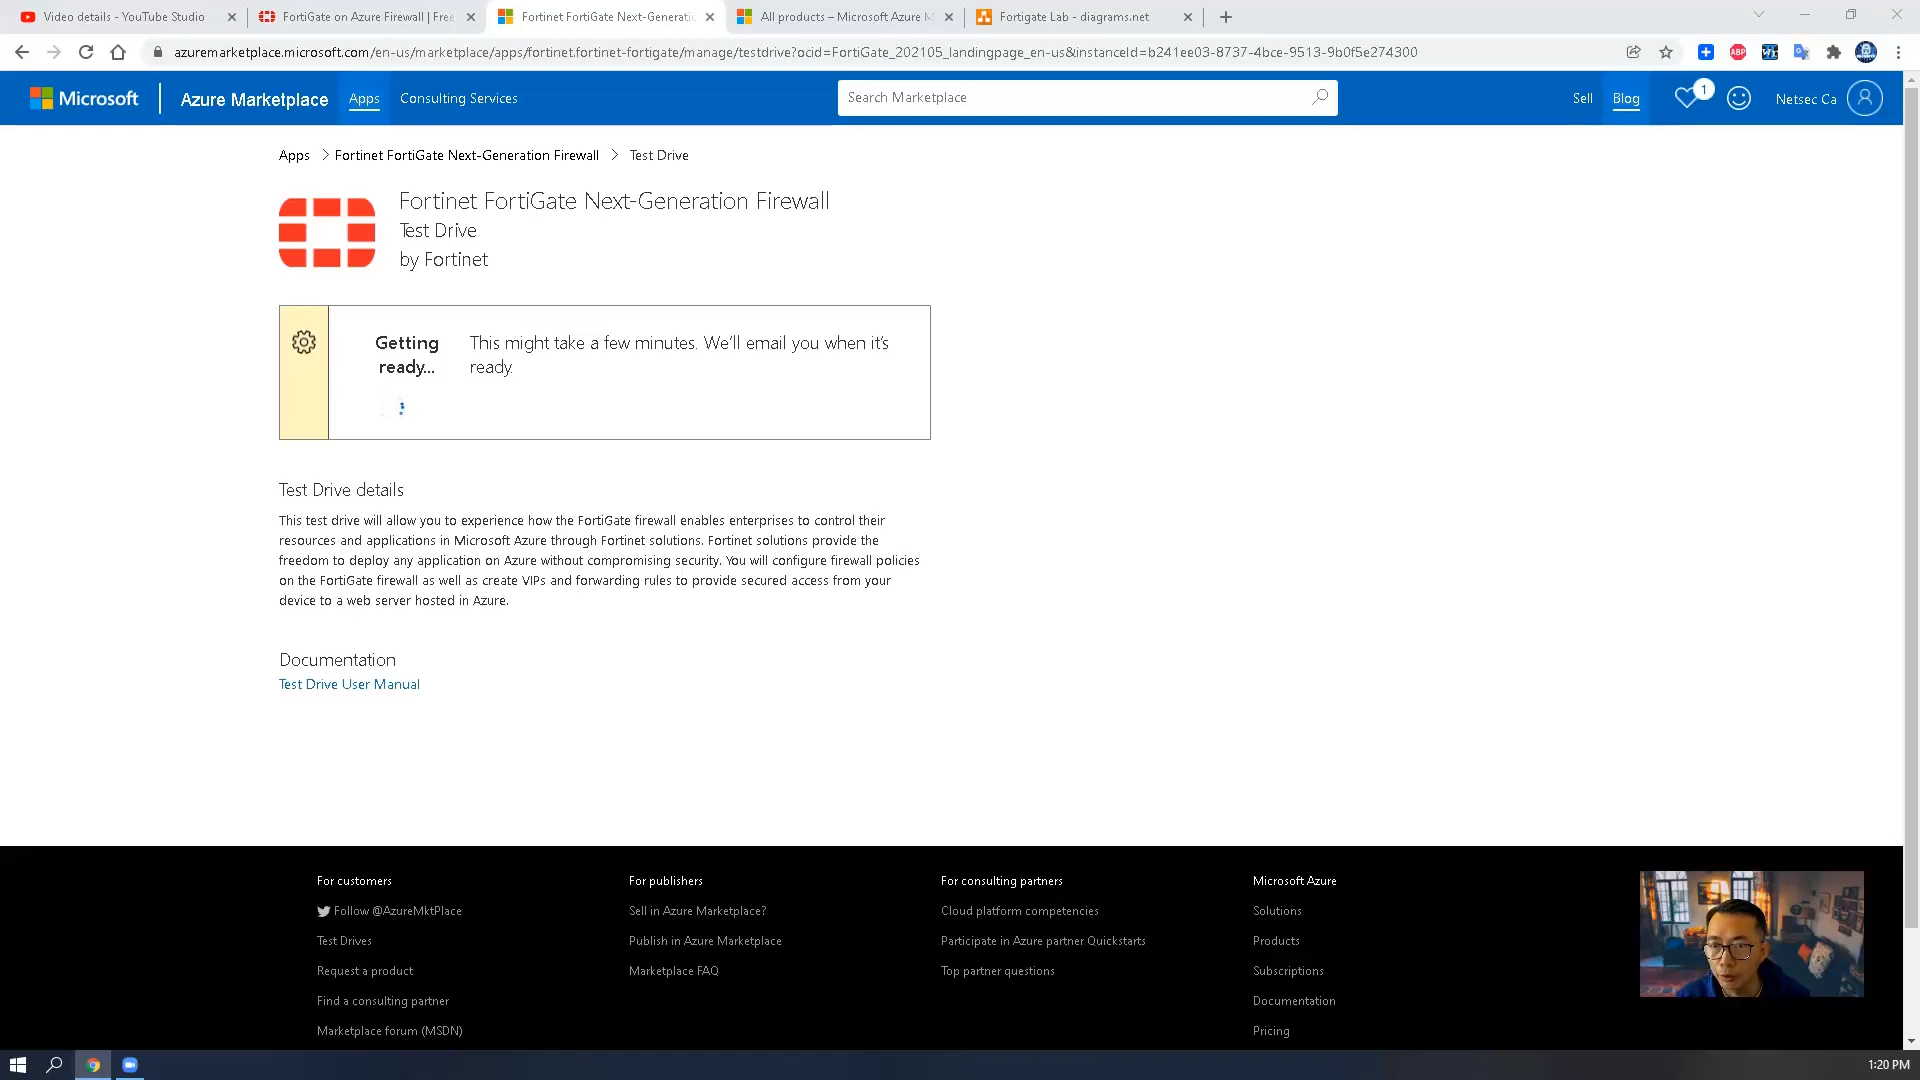 Video details - YouTube Studio
FortiGate on Azure Firewall | Free
Fortinet FortiGate Next-Generatio
All products – Microsoft Azure M
Fortigate Lab - diagrams.net
azuremarketplace.microsoft.com/en-us/marketplace/apps/fortinet.fortinet-fortigate/manage/testdrive?ocid=FortiGate_202105_landingpage_en-us&instanceId=b241ee03-8737-4bce-9513-9b0f5e274300
ABP
Microsoft
Azure Marketplace
Apps
Consulting Services
Search Marketplace
Sell
Blog
1
Netsec Ca
Apps
Fortinet FortiGate Next-Generation Firewall
Test Drive
Fortinet FortiGate Next-Generation Firewall
Test Drive
by Fortinet
Getting
ready...
This might take a few minutes. We'll email you when it's
ready.
Test Drive details
This test drive will allow you to experience how the FortiGate firewall enables enterprises to control their
resources and applications in Microsoft Azure through Fortinet solutions. Fortinet solutions provide the
freedom to deploy any application on Azure without compromising security. You will configure firewall policies
on the FortiGate firewall as well as create VIPs and forwarding rules to provide secured access from your
device to a web server hosted in Azure.
Documentation
Test Drive User Manual
For customers
Follow @AzureMktPlace
Test Drives
Request a product
Find a consulting partner
Marketplace forum (MSDN)
For publishers
Sell in Azure Marketplace?
Publish in Azure Marketplace
Marketplace FAQ
For consulting partners
Cloud platform competencies
Participate in Azure partner Quickstarts
Top partner questions
Microsoft Azure
Solutions
Products
Subscriptions
Documentation
Pricing
1:20 PM